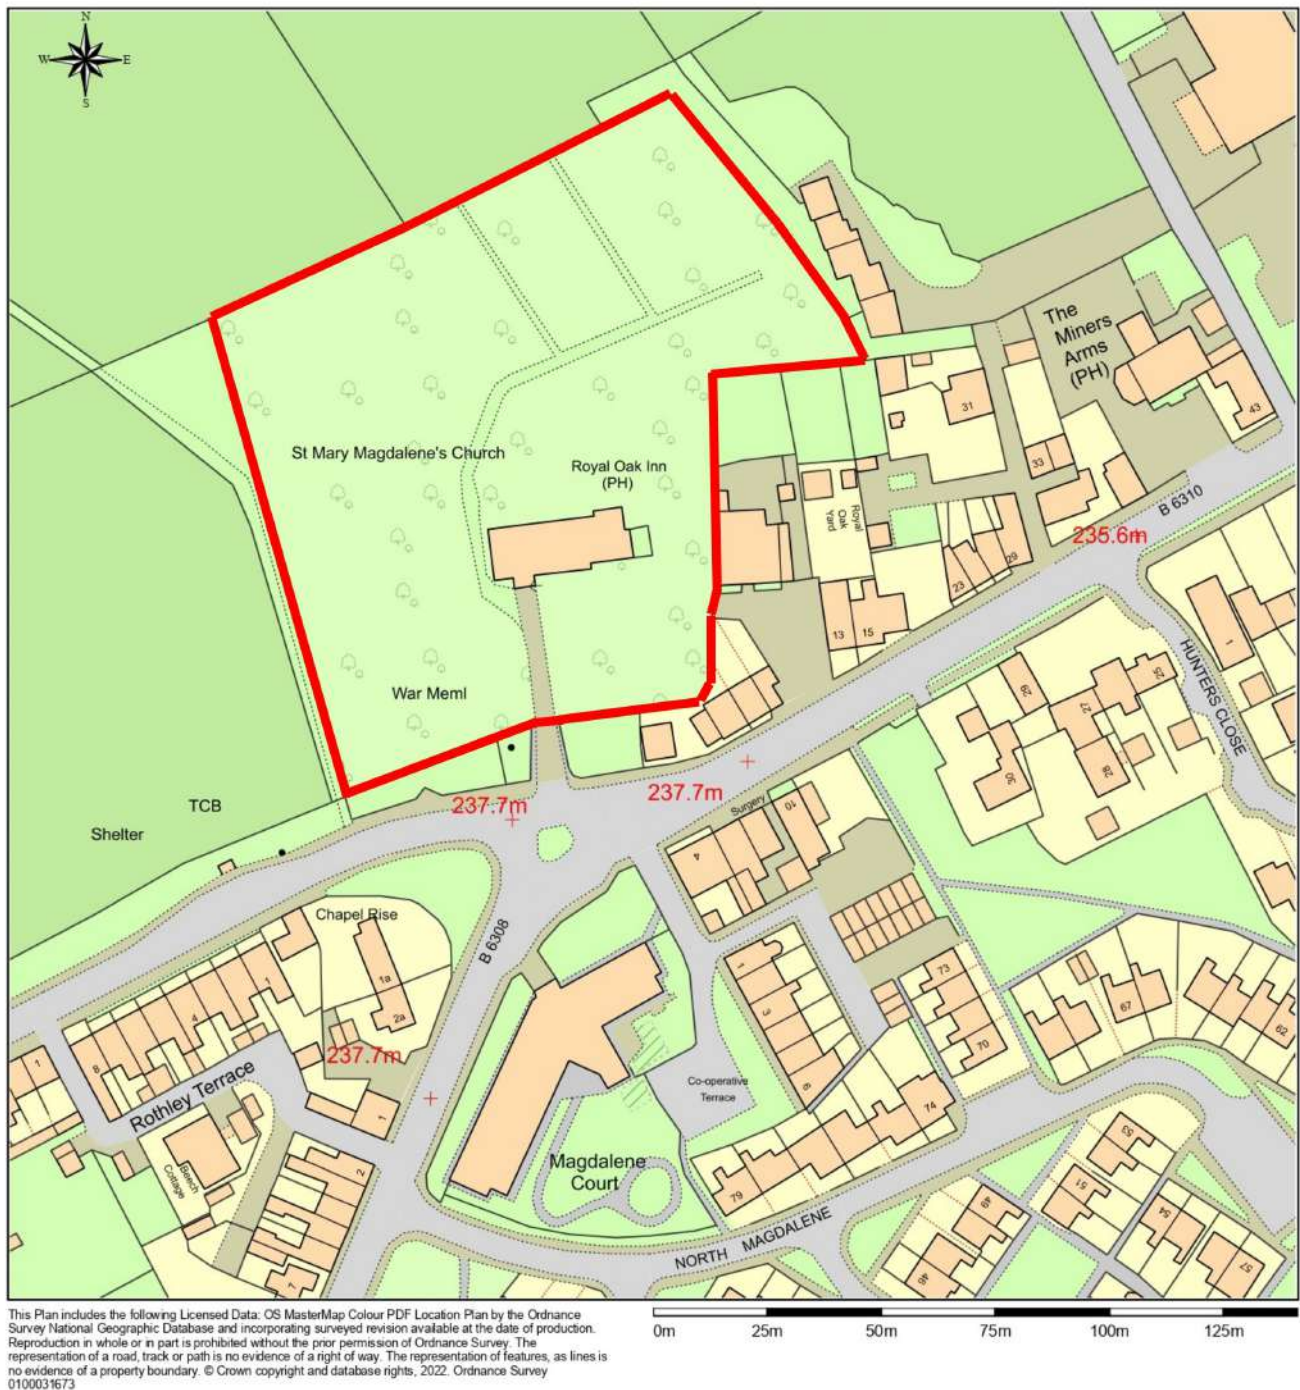 N
W
E
S
The
Miners
Arms
(PH)
43
31
33
St Mary Magdalene's Church
Royal Oak Inn
(PH)
Royal
Oak
Yard
B 6310
235.6m
29
23
13
15
1
HUNTERS CLOSE
War Meml
25
29
27
28
30
237.7m
237.7m
TCB
Shelter
Surgery
10
4
Chapel Rise
B 6308
1a
2a
1
4
8
1
237.7m
Rothley Terrace
1
2
7
Beech
Cottage
1
3
6
73
70
67
62
Co-operative
Terrace
74
79
Magdalene
Court
NORTH MAGDALENE
53
51
54
57
49
46
This Plan includes the following Licensed Data: OS MasterMap Colour PDF Location Plan by the Ordnance
Survey National Geographic Database and incorporating surveyed revision available at the date of production.
Reproduction in whole or in part is prohibited without the prior permission of Ordnance Survey. The
representation of a road, track or path is no evidence of a right of way. The representation of features, as lines is
no evidence of a property boundary. © Crown copyright and database rights, 2022. Ordnance Survey
0100031673
0m 25m 50m 75m 100m 125m